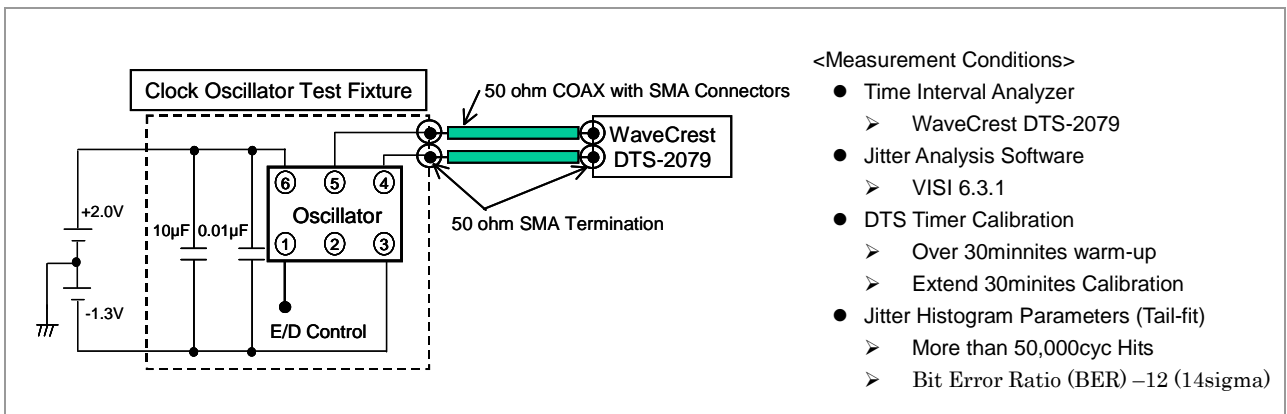 Clock Oscillator Test Fixture
50 ohm COAX with SMA Connectors
WaveCrest
DTS-2079
6 5 4
Oscillator
1 2 3
+2.0V
10µF 0.01µF
-1.3V
50 ohm SMA Termination
E/D Control
<Measurement Conditions>
● Time Interval Analyzer
➢ WaveCrest DTS-2079
● Jitter Analysis Software
➢ VISI 6.3.1
● DTS Timer Calibration
➢ Over 30minnites warm-up
➢ Extend 30minites Calibration
● Jitter Histogram Parameters (Tail-fit)
➢ More than 50,000cyc Hits
➢ Bit Error Ratio (BER) –12 (14sigma)